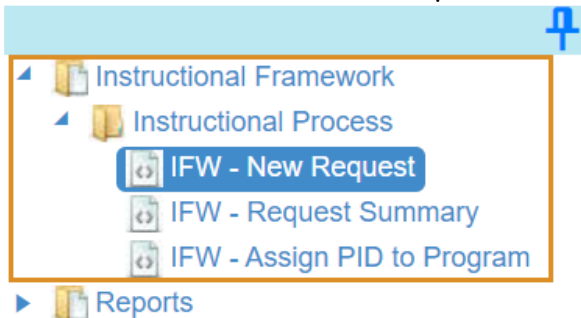 Instructional Framework
Instructional Process
IFW - New Request
IFW - Request Summary
IFW - Assign PID to Program
Reports